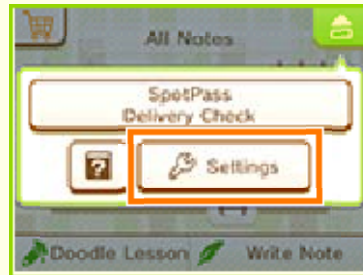 All Notes
SpotPass
Delivery Check
?
Settings
Doodle Lesson
Write Note